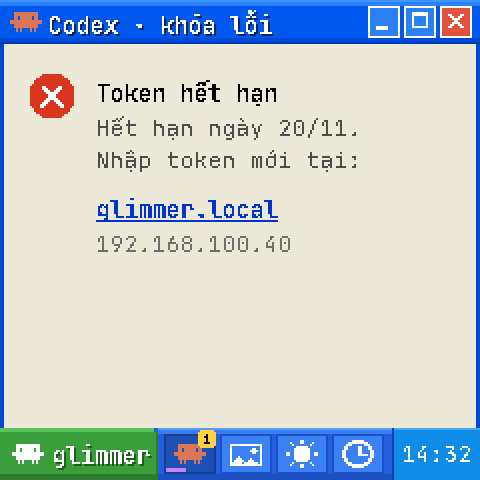 Codex · khóa lỗi
Token hết hạn
Hết hạn ngày 20/11.
Nhập token mới tại:
glimmer.local
192.168.100.40
glimmer
1
14:32